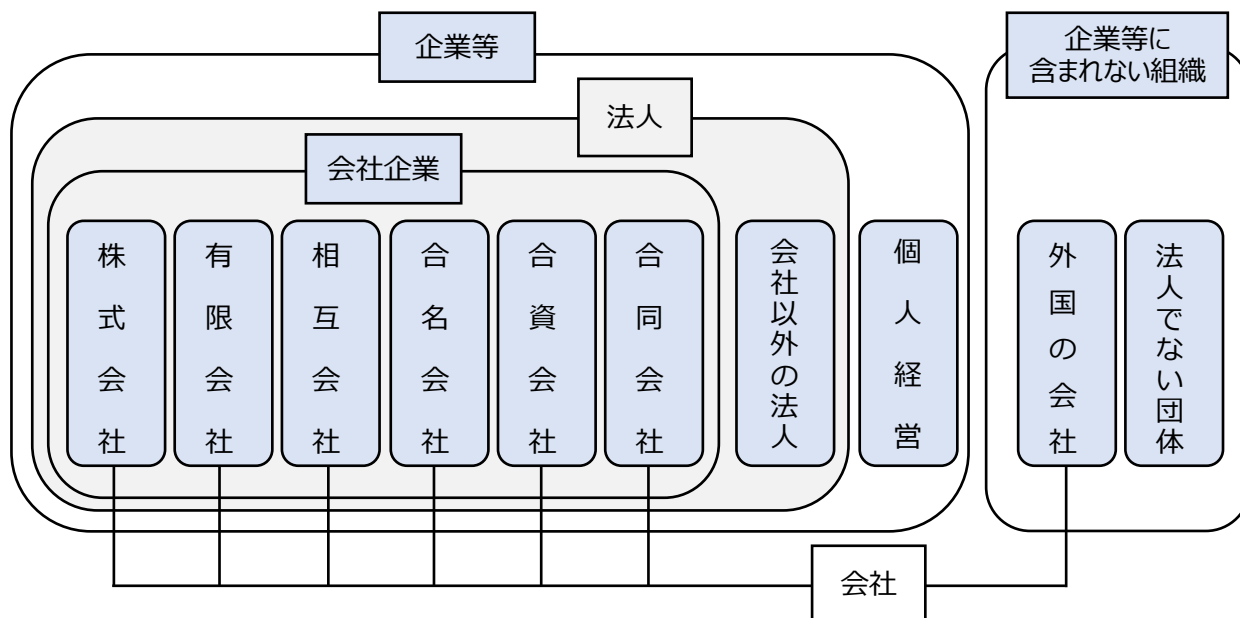 企業等
企業等に
含まれない組織
法人
会社企業
株式会社
有限会社
相互会社
合名会社
合資会社
合同会社
会社以外の法人
個人経営
外国の会社
法人でない団体
会社